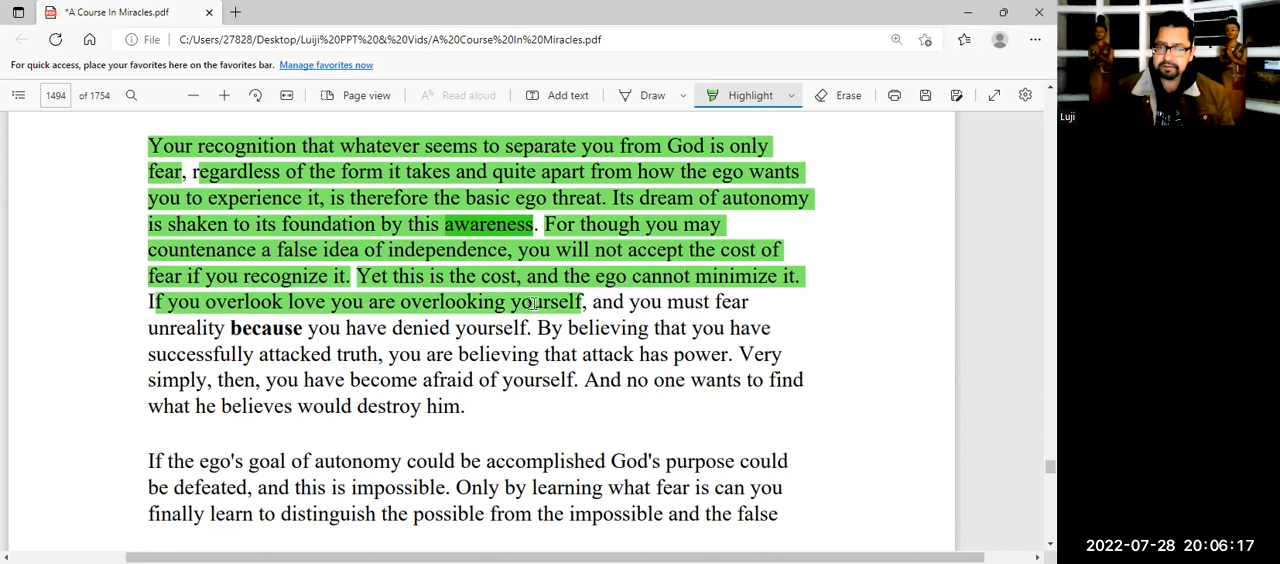 *A Course In Miracles.pdf
File C:/Users/27828/Desktop/Luiji%20PPT%20&%20Vids/A%20Course%20In%20Miracles.pdf
For quick access, place your favorites here on the favorites bar. Manage favorites now
1494 of 1754 Page view Read aloud Add text Draw Highlight Erase
Your recognition that whatever seems to separate you from God is only
fear, regardless of the form it takes and quite apart from how the ego wants
you to experience it, is therefore the basic ego threat. Its dream of autonomy
is shaken to its foundation by this awareness. For though you may
countenance a false idea of independence, you will not accept the cost of
fear if you recognize it. Yet this is the cost, and the ego cannot minimize it.
If you overlook love you are overlooking yourself, and you must fear
unreality because you have denied yourself. By believing that you have
successfully attacked truth, you are believing that attack has power. Very
simply, then, you have become afraid of yourself. And no one wants to find
what he believes would destroy him.
If the ego's goal of autonomy could be accomplished God's purpose could
be defeated, and this is impossible. Only by learning what fear is can you
finally learn to distinguish the possible from the impossible and the false
Luji
2022-07-28 20:06:17